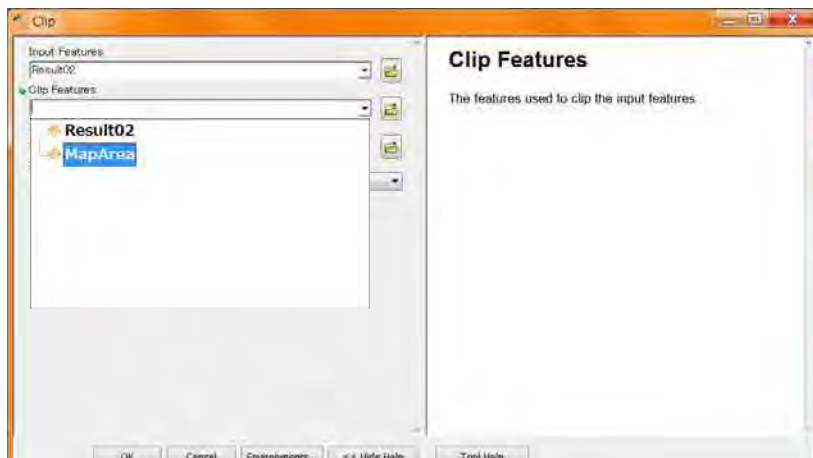 Clip
Input Features
Result02
Clip Features
Result02
MapArea
OK
Cancel
Environments...
<< Hide Help
Tool Help
Clip Features
The features used to clip the input features.